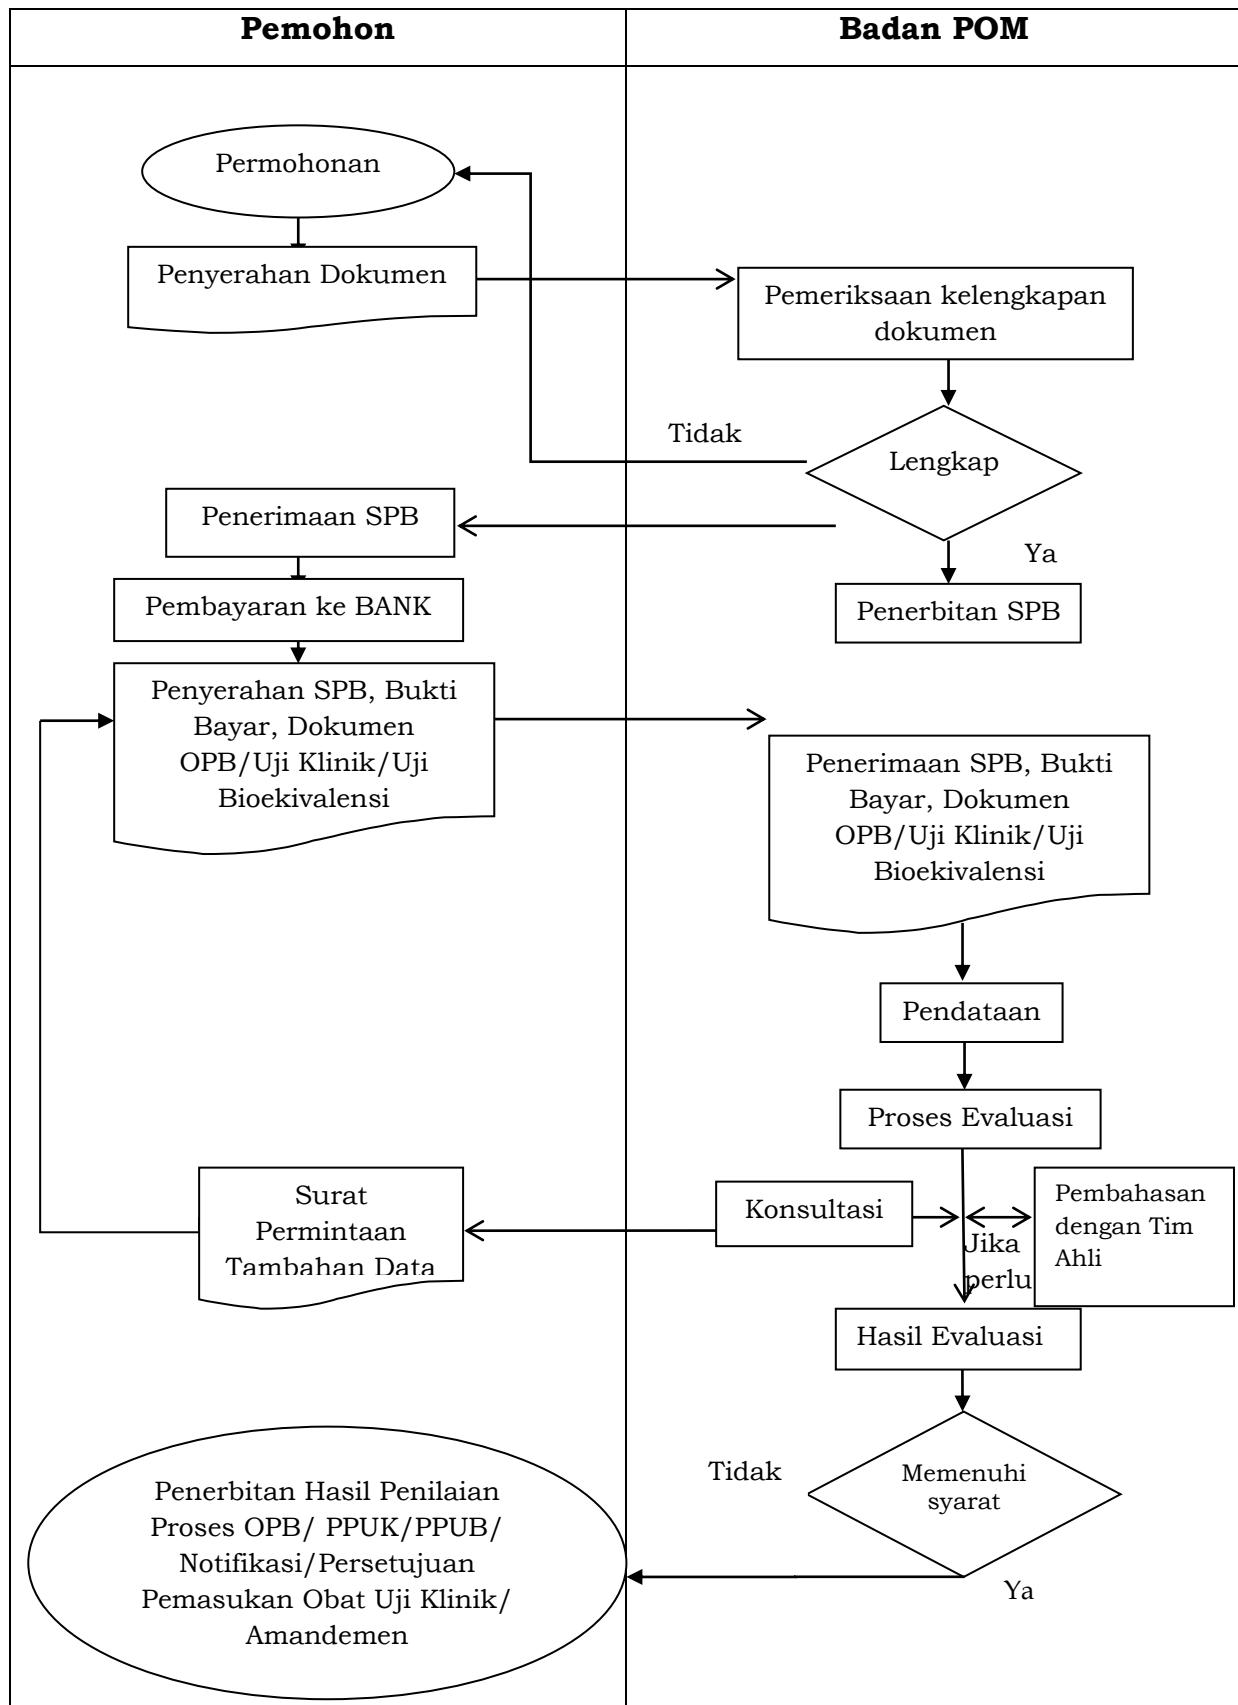 Pemohon
Badan POM
Permohonan
Penyerahan Dokumen
Pemeriksaan kelengkapan
dokumen
Tidak
Lengkap
Penerimaan SPB
Ya
Pembayaran ke BANK
Penerbitan SPB
Penyerahan SPB, Bukti
Bayar, Dokumen
OPB/Uji Klinik/Uji
Bioekivalensi
Penerimaan SPB, Bukti
Bayar, Dokumen
OPB/Uji Klinik/Uji
Bioekivalensi
Pendataan
Proses Evaluasi
Surat
Permintaan
Tambahan Data
Konsultasi
Pembahasan
dengan Tim
Ahli
Jika
perlu
Hasil Evaluasi
Tidak
Memenuhi
syarat
Ya
Penerbitan Hasil Penilaian
Proses OPB/ PPUK/PPUB/
Notifikasi/Persetujuan
Pemasukan Obat Uji Klinik/
Amandemen